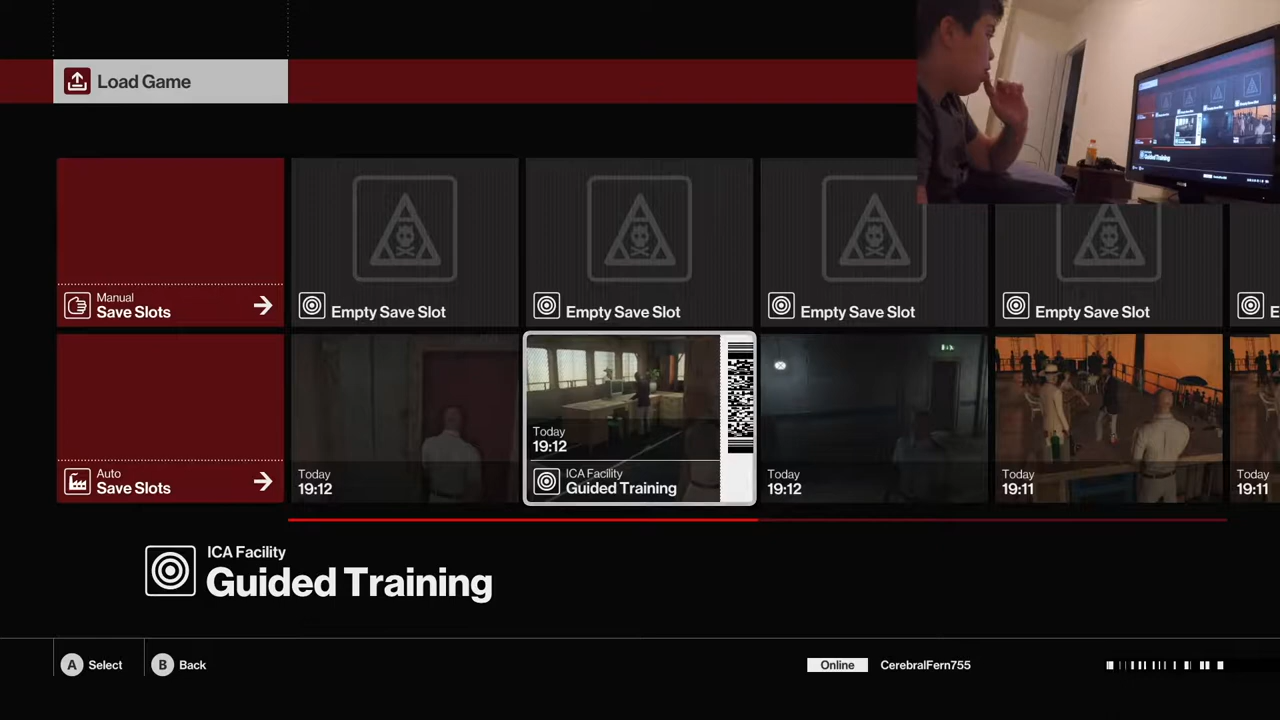 Load Game
Manual
Save Slots
Empty Save Slot
Empty Save Slot
Empty Save Slot
Empty Save Slot
Auto
Save Slots
Today
19:12
Today
19:12
ICA Facility
Guided Training
Today
19:12
Today
19:11
Today
19:11
ICA Facility
Guided Training
A Select
B Back
Online
CerebralFern755
Guided Training